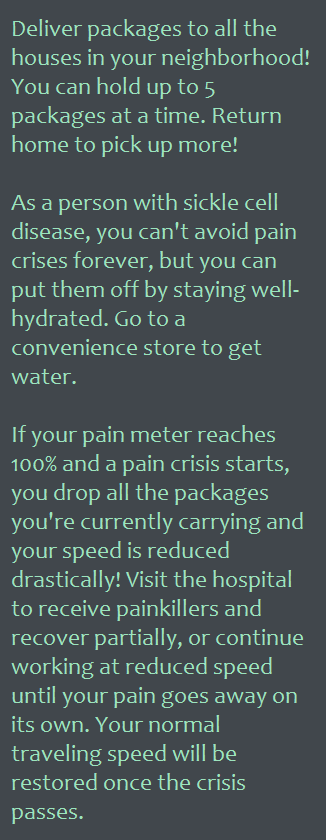 Deliver packages to all the
houses in your neighborhood!
You can hold up to 5
packages at a time. Return
home to pick up more!

As a person with sickle cell
disease, you can't avoid pain
crises forever, but you can
put them off by staying well-
hydrated. Go to a
convenience store to get
water.

If your pain meter reaches
100% and a pain crisis starts,
you drop all the packages
you're currently carrying and
your speed is reduced
drastically! Visit the hospital
to receive painkillers and
recover partially, or continue
working at reduced speed
until your pain goes away on
its own. Your normal
traveling speed will be
restored once the crisis
passes.